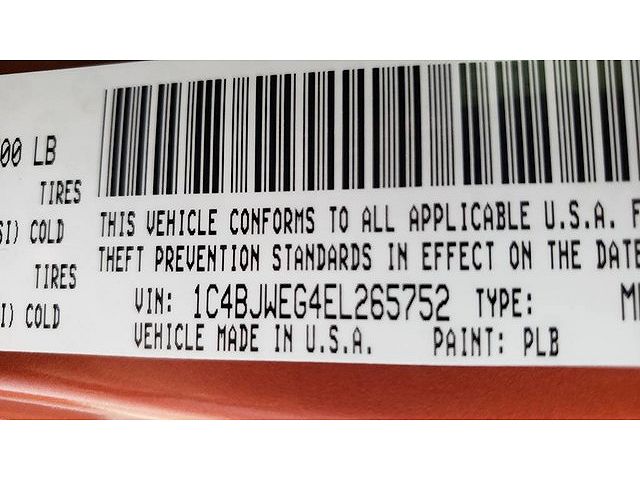 00 LB
TIRES
SI) COLD
TIRES
I) COLD
THIS VEHICLE CONFORMS TO ALL APPLICABLE U.S.A. F
THEFT PREVENTION STANDARDS IN EFFECT ON THE DATE
VIN: 1C4BJWEG4EL265752 TYPE:
VEHICLE MADE IN U.S.A. PAINT: PLB